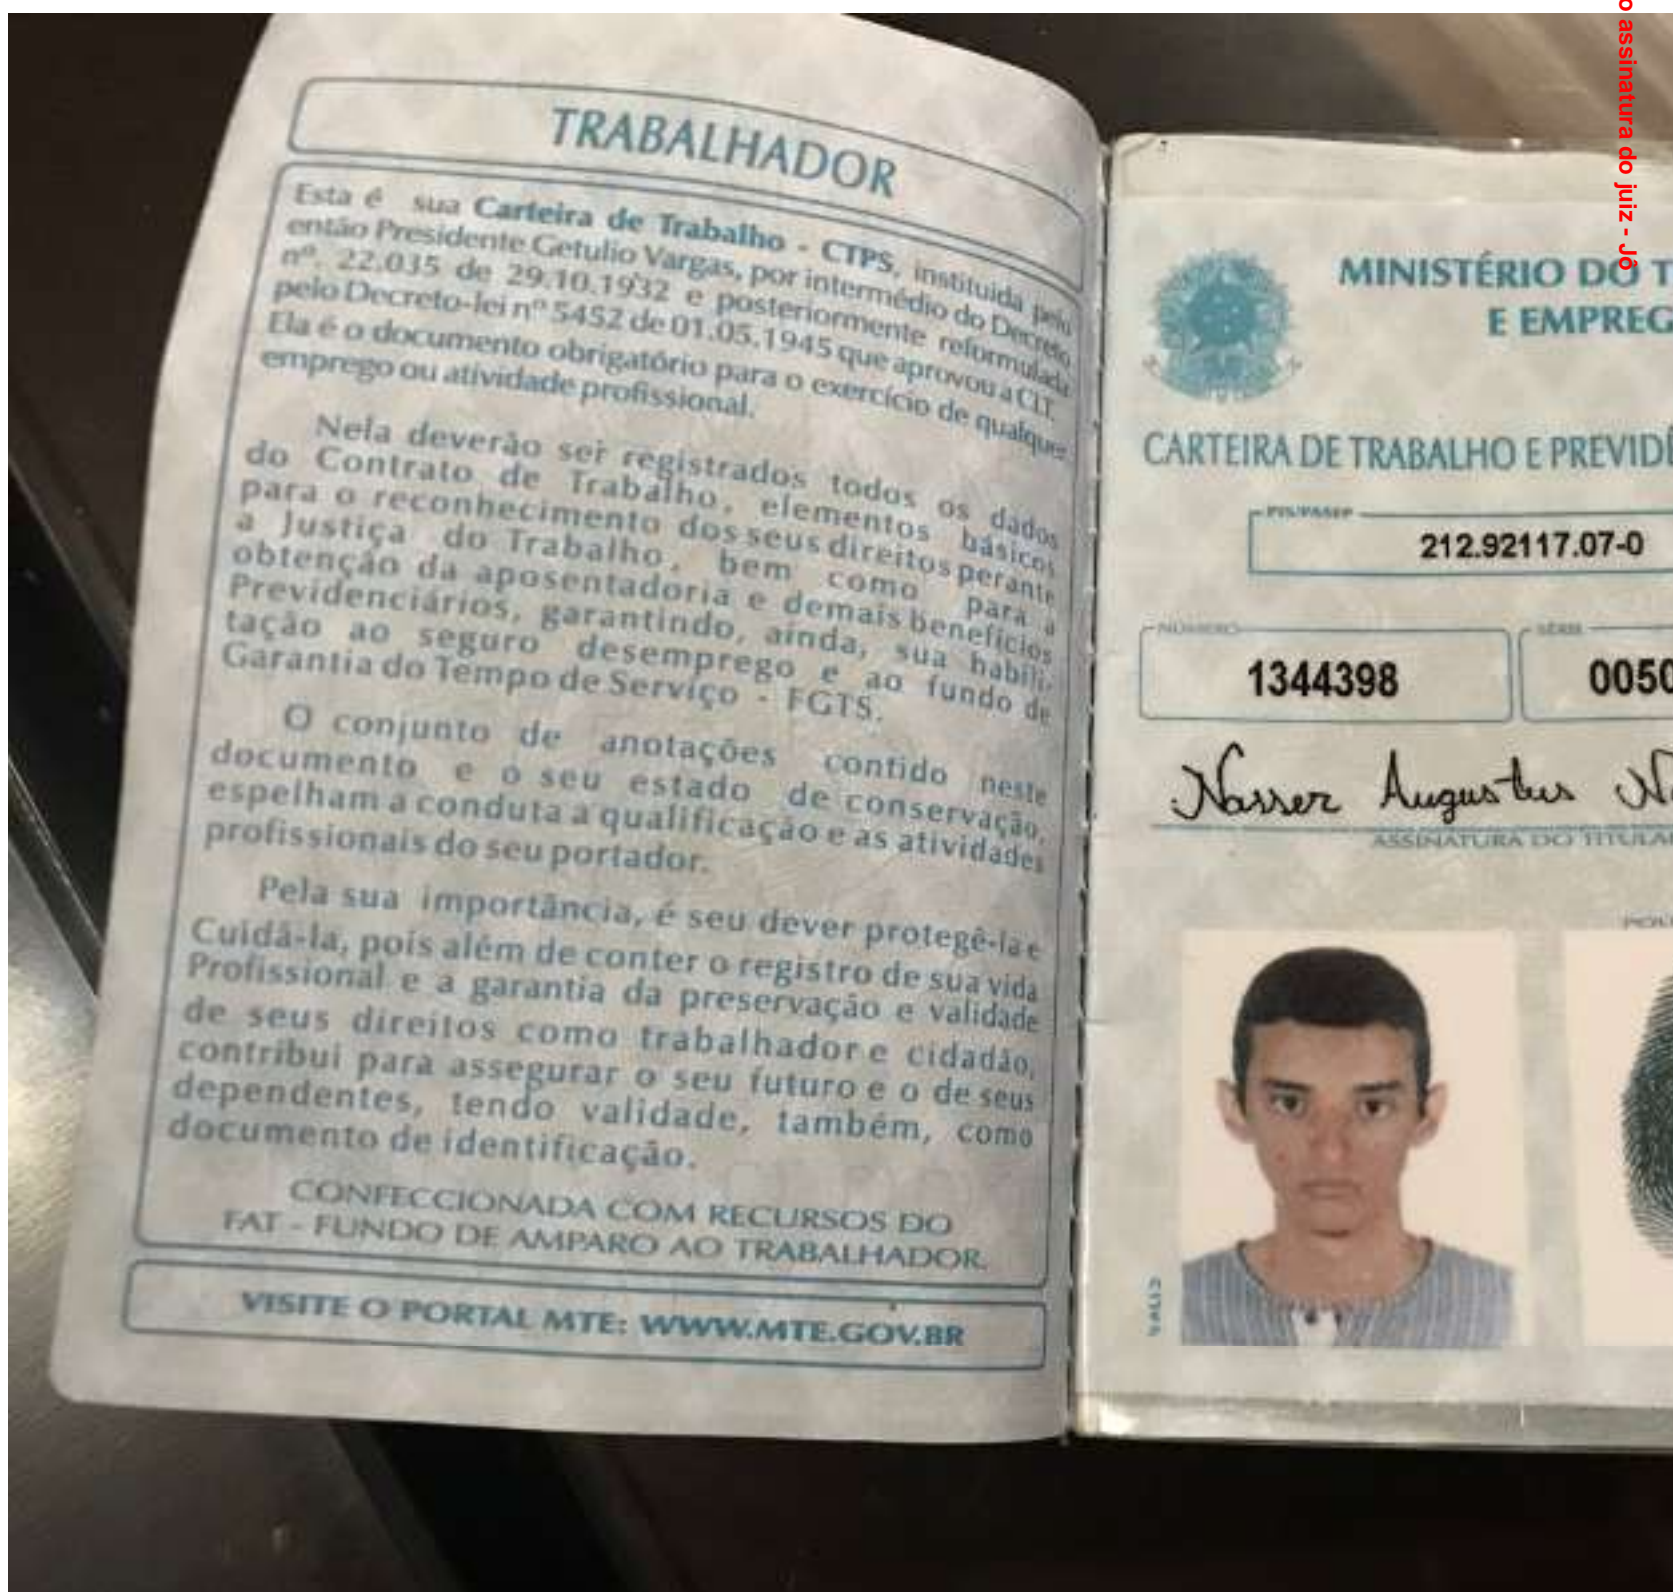 TRABALHADOR
Esta é sua Carteira de Trabalho - CTPS, instituida pelo
então Presidente Getulio Vargas, por intermédio do Decreto
nº. 22.035 de 29.10.1932 e posteriormente reformulada
pelo Decreto-lei nº 5452 de 01.05.1945 que aprovou a CLT.
Ela é o documento obrigatório para o exercício de qualquer
emprego ou atividade profissional.
Nela deverão ser registrados todos os dados
do Contrato de Trabalho, elementos básicos
para o reconhecimento dos seus direitos perante
a Justiça do Trabalho, bem como para a
obtenção da aposentadoria e demais benefícios
Previdenciários, garantindo, ainda, sua habili-
tação ao seguro desemprego e ao fundo de
Garantia do Tempo de Serviço - FGTS.
O conjunto de anotações contido neste
documento e o seu estado de conservação,
espelham a conduta a qualificação e as atividades
profissionais do seu portador.
Pela sua importância, é seu dever protegê-la e
Cuidá-la, pois além de conter o registro de sua vida
Profissional e a garantia da preservação e validade
de seus direitos como trabalhador e cidadão,
contribui para assegurar o seu futuro e o de seus
dependentes, tendo validade, também, como
documento de identificação.
CONFECCIONADA COM RECURSOS DO
FAT - FUNDO DE AMPARO AO TRABALHADOR.
VISITE O PORTAL MTE: WWW.MTE.GOV.BR
MINISTÉRIO DO T
E EMPREG
CARTEIRA DE TRABALHO E PREVIDÊ
PIS/PASEP
212.92117.07-0
NÚMERO
SÉRIE
1344398
0050
Nasser Augustus N
ASSINATURA DO TITULA
POL
o assinatura do juiz - Jô